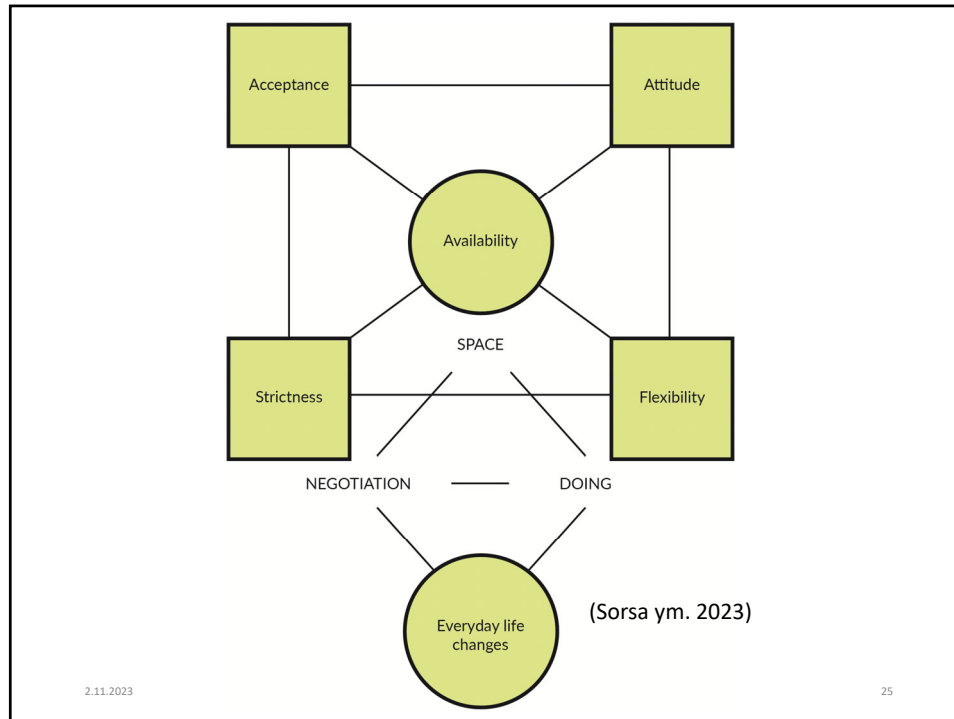 Acceptance
Attitude
Availability
SPACE
Strictness
Flexibility
NEGOTIATION
DOING
Everyday life
changes
(Sorsa ym. 2023)
2.11.2023
25